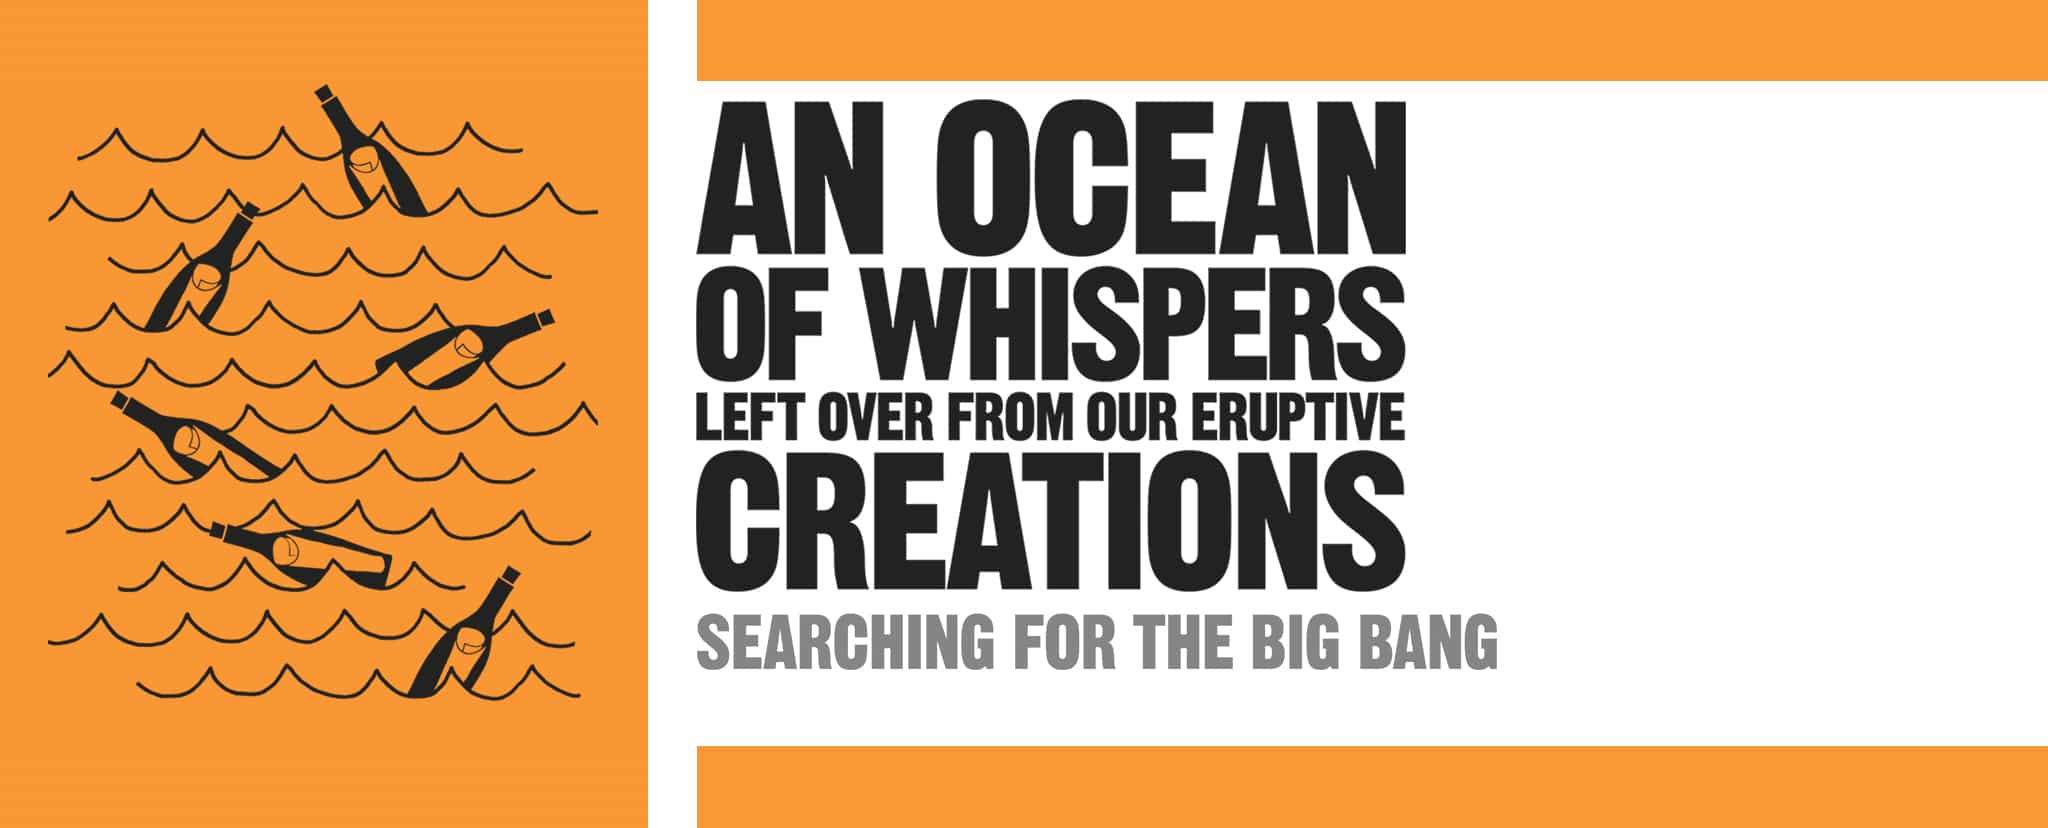 AN OCEAN
OF WHISPERS
LEFT OVER FROM OUR ERUPTIVE
CREATIONS
SEARCHING FOR THE BIG BANG